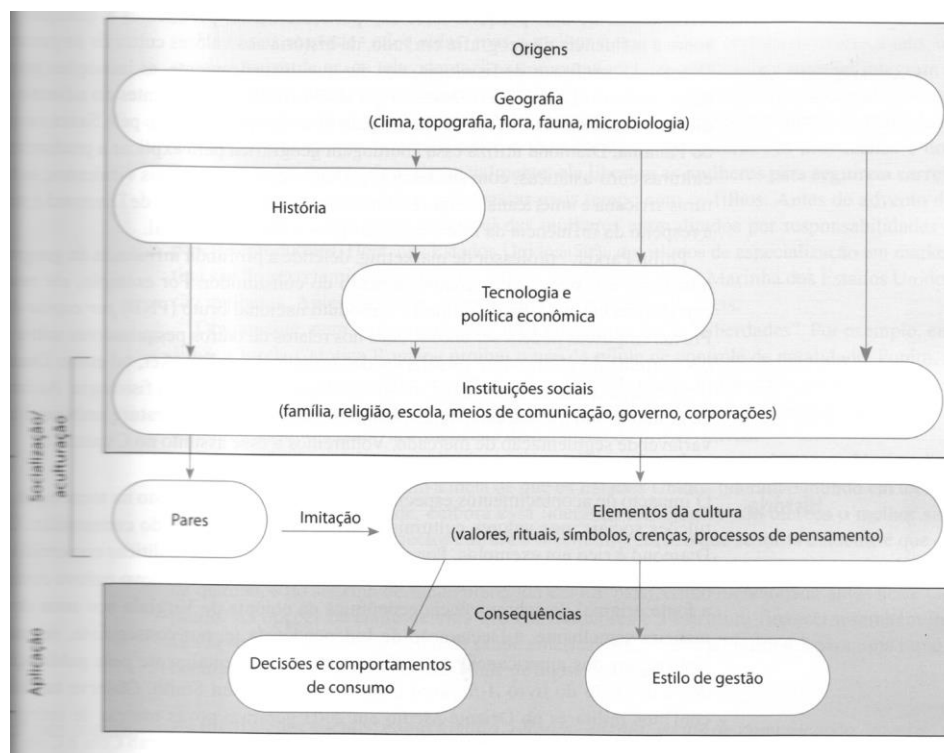 Origens
Geografia
(clima, topografia, flora, fauna, microbiologia)
História
Tecnologia e
política econômica
Instituições sociais
(família, religião, escola, meios de comunicação, governo, corporações)
Socialização/
aculturação
Pares
Imitação
Elementos da cultura
(valores, rituais, símbolos, crenças, processos de pensamento)
Aplicação
Consequências
Decisões e comportamentos
de consumo
Estilo de gestão